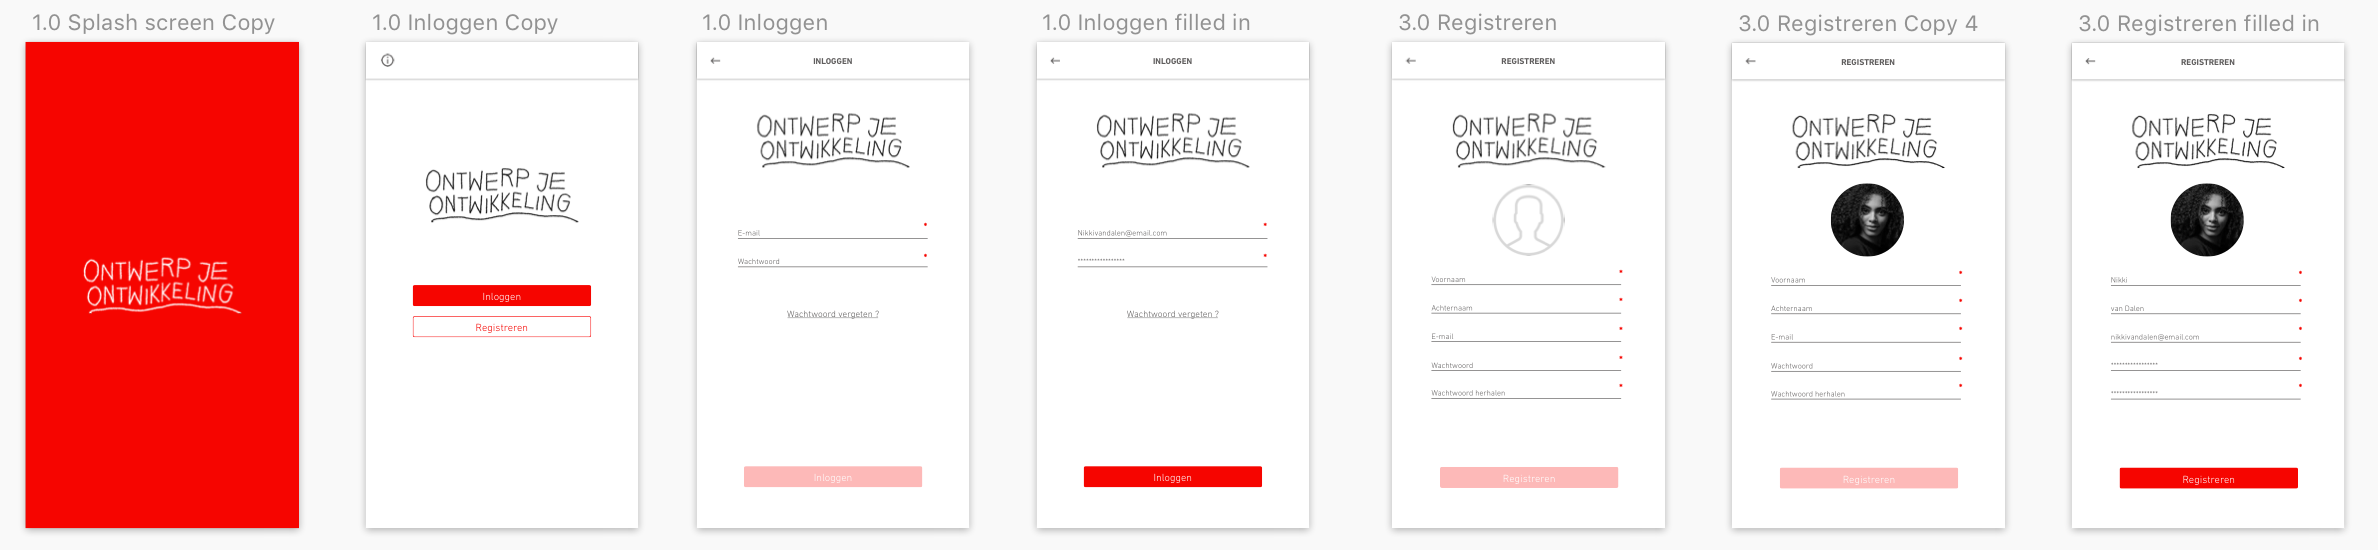 1.0 Splash screen Copy
ONTWERP JE
ONTWIKKELING
1.0 Inloggen Copy
ONTWERP JE
ONTWIKKELING
Inloggen
Registreren
1.0 Inloggen
INLOGGEN
ONTWERP JE
ONTWIKKELING
E-mail
Wachtwoord
Wachtwoord vergeten ?
Inloggen
1.0 Inloggen filled in
INLOGGEN
ONTWERP JE
ONTWIKKELING
Nikkivandalen@email.com
•••••••••••••••••
Wachtwoord vergeten ?
Inloggen
3.0 Registreren
REGISTREREN
ONTWERP JE
ONTWIKKELING
Voornaam
Achternaam
E-mail
Wachtwoord
Wachtwoord herhalen
Registreren
3.0 Registreren Copy 4
REGISTREREN
ONTWERP JE
ONTWIKKELING
Voornaam
Achternaam
E-mail
Wachtwoord
Wachtwoord herhalen
Registreren
3.0 Registreren filled in
REGISTREREN
ONTWERP JE
ONTWIKKELING
Nikki
van Dalen
nikkivandalen@email.com
•••••••••••••••••
•••••••••••••••••
Registreren